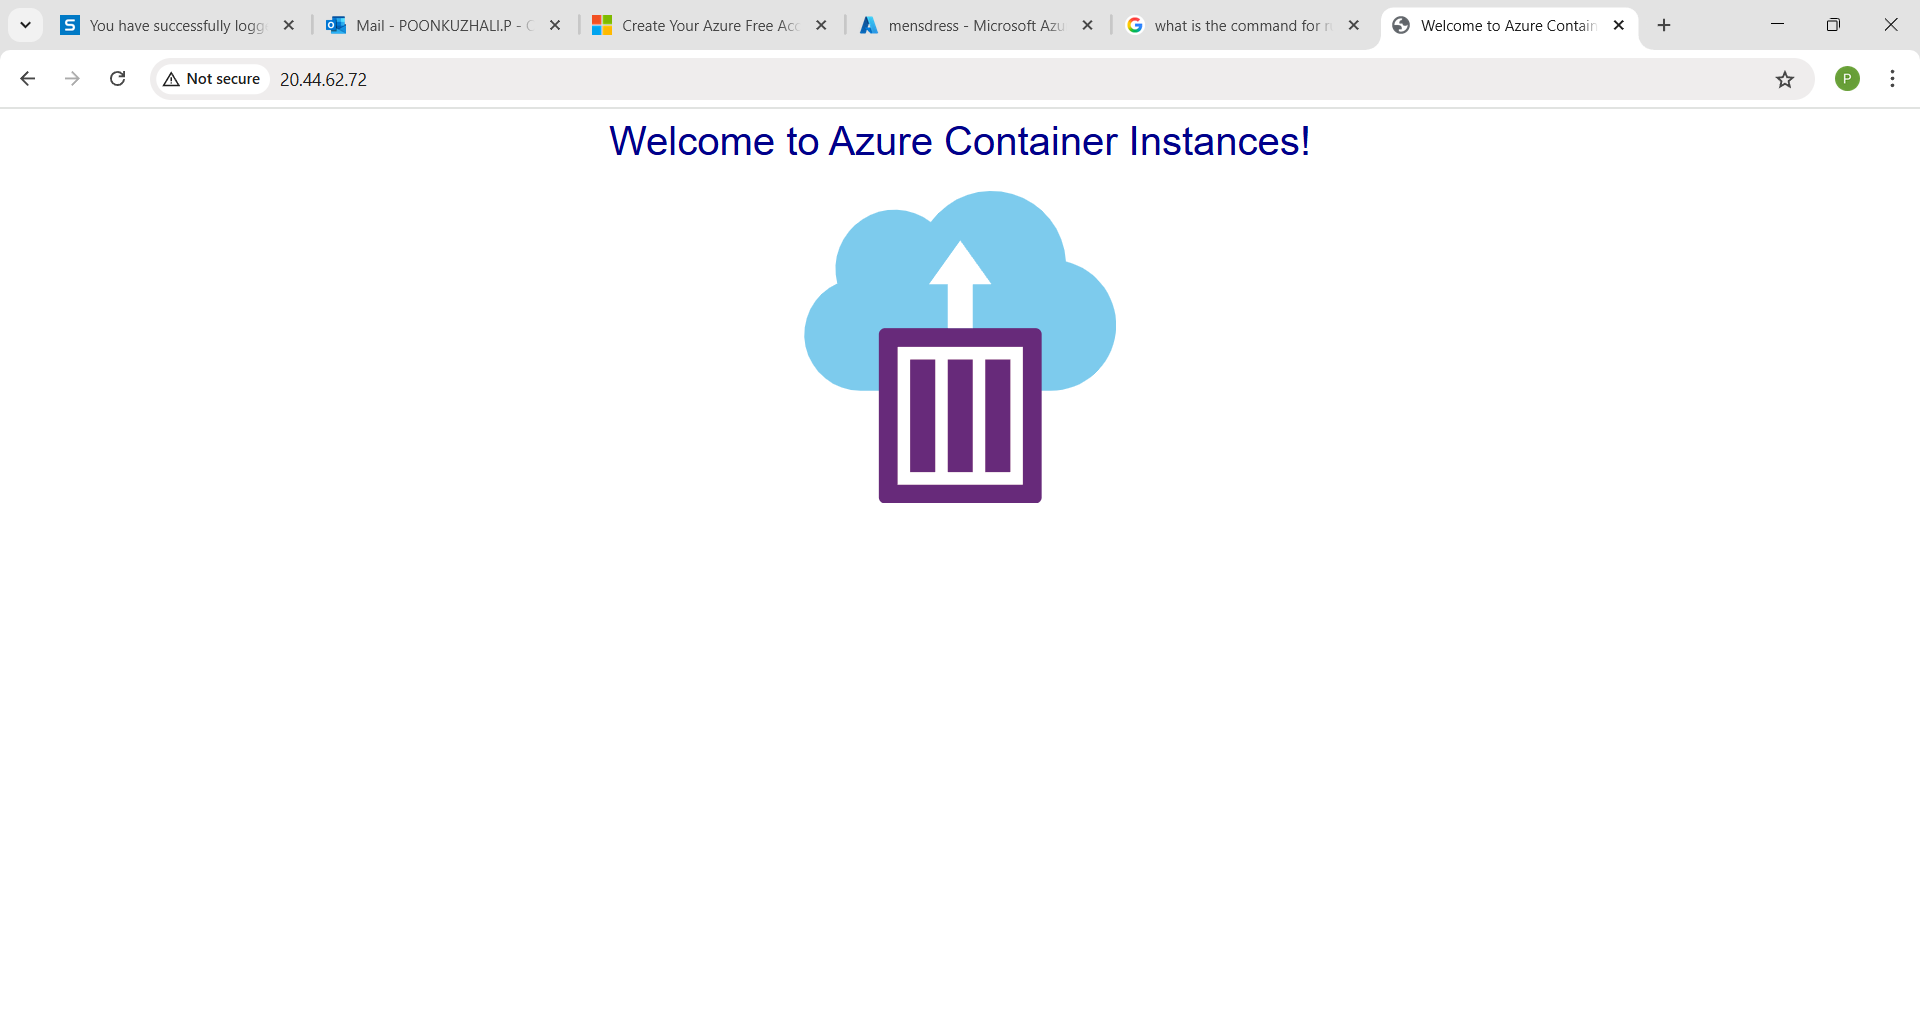 You have successfully logg
Mail - POONKUZHALI.P - C
Create Your Azure Free Acc
mensdress - Microsoft Azu
what is the command for n
Welcome to Azure Contain
Not secure
20.44.62.72
P
Welcome to Azure Container Instances!